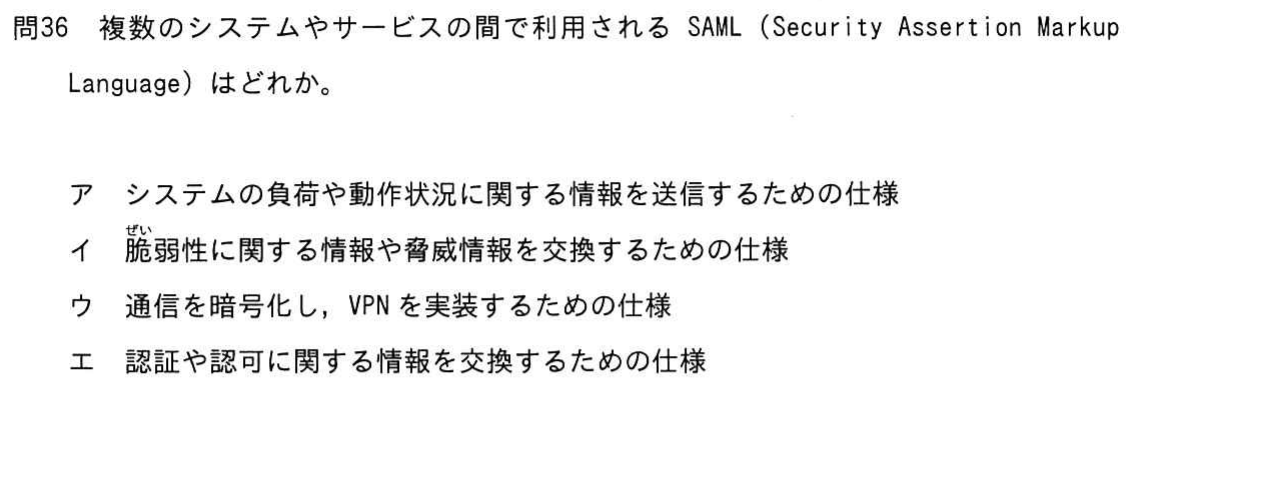 問36　複数のシステムやサービスの間で利用される SAML（Security Assertion Markup
Language）はどれか。
ア　システムの負荷や動作状況に関する情報を送信するための仕様
ぜい
イ　脆弱性に関する情報や脅威情報を交換するための仕様
ウ　通信を暗号化し，VPN を実装するための仕様
エ　認証や認可に関する情報を交換するための仕様